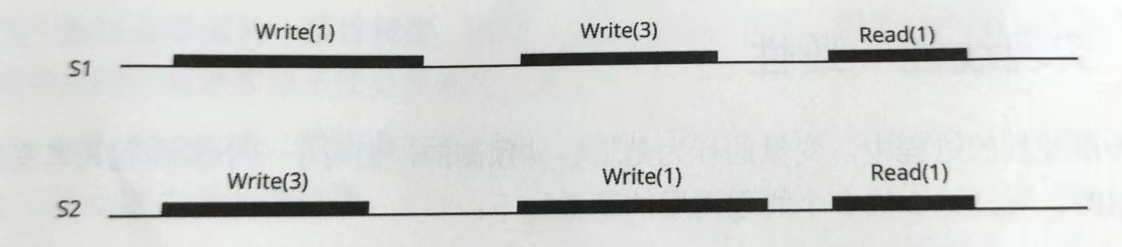 Write(1) Write(3) Read(1)
S1
Write(3) Write(1) Read(1)
S2